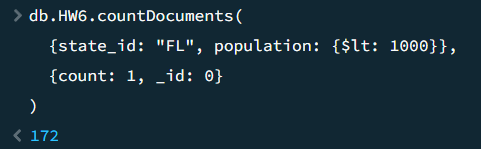 > db.HW6.countDocuments(
{state_id: "FL", population: {$lt: 1000}},
{count: 1, _id: 0}
)
< 172